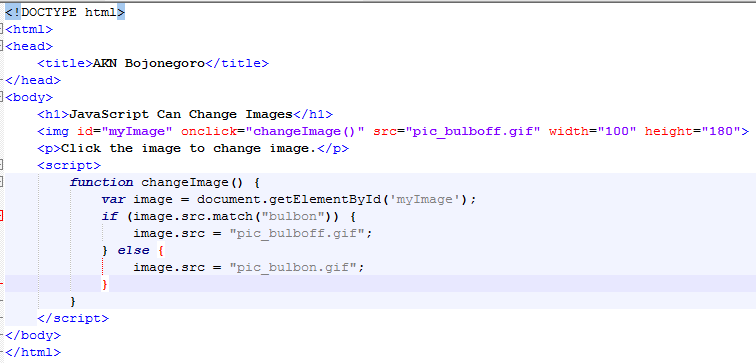 <!DOCTYPE html>
<html>
<head>
    <title>AKN Bojonegoro</title>
</head>
<body>
    <h1>JavaScript Can Change Images</h1>
    <img id="myImage" onclick="changeImage()" src="pic_bulboff.gif" width="100" height="180">
    <p>Click the image to change image.</p>
    <script>
        function changeImage() {
            var image = document.getElementById('myImage');
            if (image.src.match("bulbon")) {
                image.src = "pic_bulboff.gif";
            } else {
                image.src = "pic_bulbon.gif";
            }
        }
    </script>
</body>
</html>